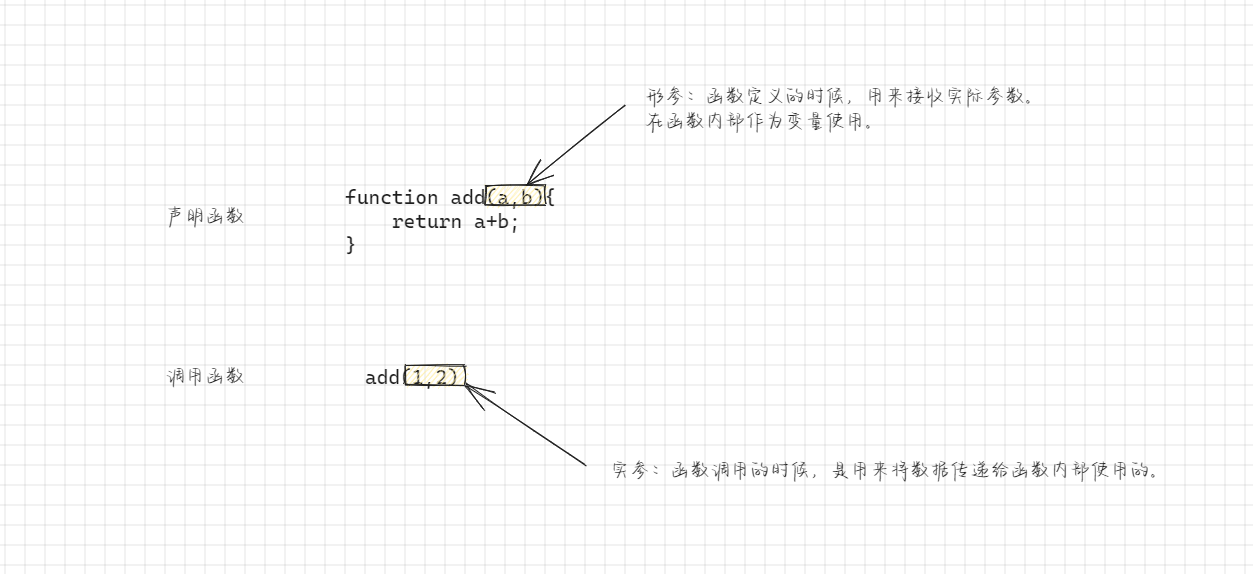 形参：函数定义的时候，用来接收实际参数。
在函数内部作为变量使用。
声明函数
function add(a,b){
    return a+b;
}
调用函数
add(1,2)
实参：函数调用的时候，是用来将数据传递给函数内部使用的。